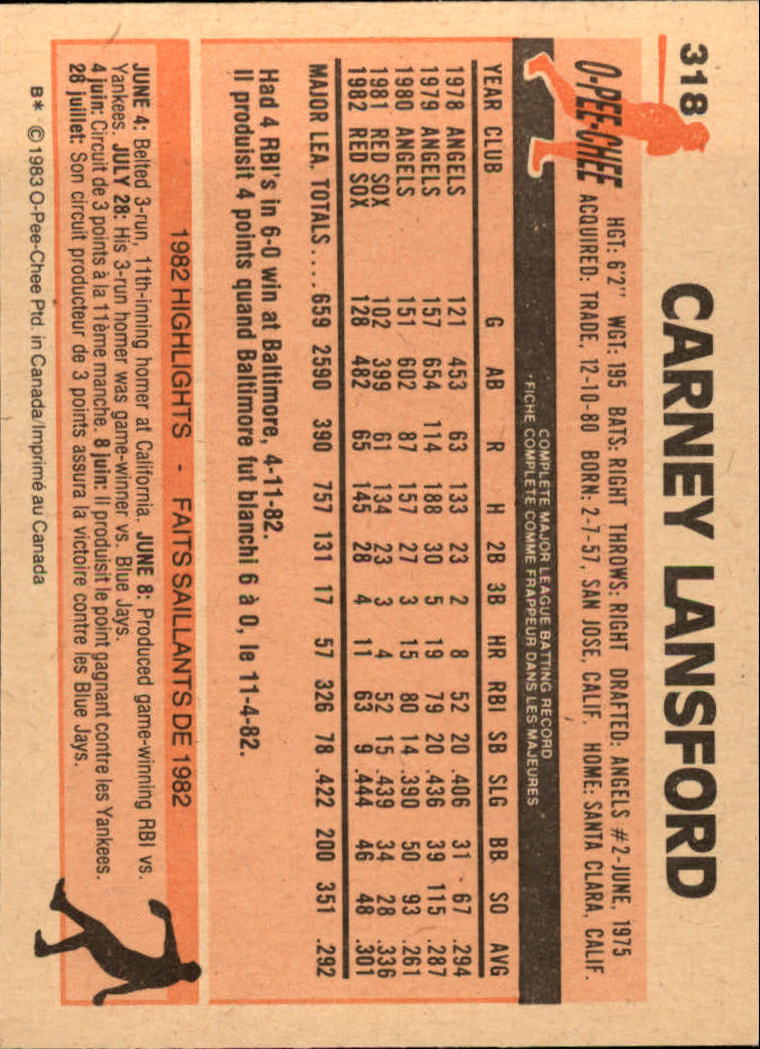 318
CARNEY LANSFORD
O-PEE-CHEE
HGT: 6'2" WGT: 195 BATS: RIGHT THROWS: RIGHT DRAFTED: ANGELS #2-JUNE, 1975
ACQUIRED: TRADE, 12-10-80 BORN: 2-7-57, SAN JOSE, CALIF. HOME: SANTA CLARA, CALIF.
COMPLETE MAJOR LEAGUE BATTING RECORD
•FICHE COMPLETE COMME FRAPPEUR DANS LES MAJEURES•
YEAR CLUB G AB R H 2B 3B HR RBI SB SLG BB SO AVG
1978 ANGELS 121 453 63 133 23 2 8 52 20 .406 31 67 .294
1979 ANGELS 157 654 114 188 30 5 19 79 20 .436 39 115 .287
1980 ANGELS 151 602 87 157 27 3 15 80 14 .390 50 93 .261
1981 RED SOX 102 399 61 134 23 3 4 52 15 .439 34 28 .336
1982 RED SOX 128 482 65 145 28 4 11 63 9 .444 46 48 .301
MAJOR LEA. TOTALS.... 659 2590 390 757 131 17 57 326 78 .422 200 351 .292
Had 4 RBI's in 6-0 win at Baltimore, 4-11-82.
Il produisit 4 points quand Baltimore fut blanchi 6 à 0, le 11-4-82.
1982 HIGHLIGHTS - FAITS SAILLANTS DE 1982
JUNE 4: Belted 3-run, 11th-inning homer at California. JUNE 8: Produced game-winning RBI vs.
Yankees. JULY 28: His 3-run homer was game-winner vs. Blue Jays.
4 juin: Circuit de 3 points à la 11ème manche. 8 juin: Il produisit le point gagnant contre les Yankees.
28 juillet: Son circuit producteur de 3 points assura la victoire contre les Blue Jays.
B* © 1983 O-Pee-Chee Ptd. in Canada/Imprimé au Canada